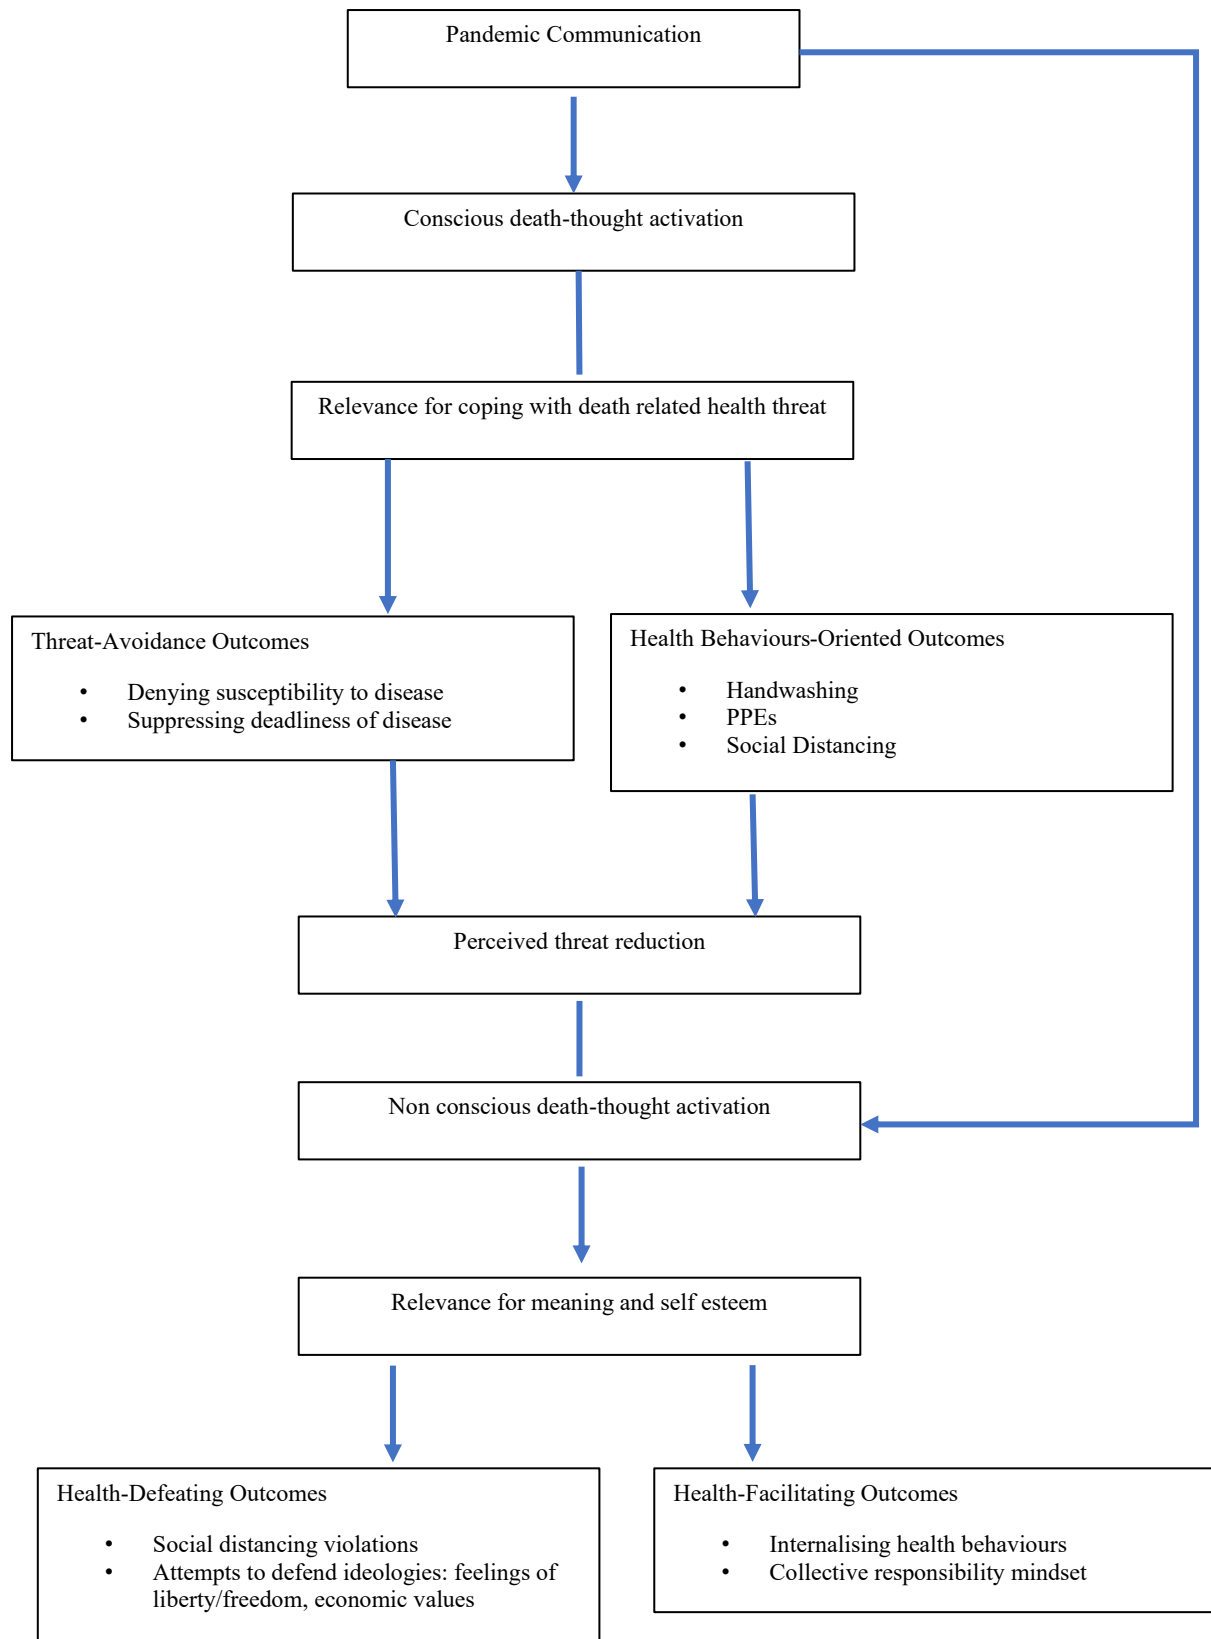 Pandemic Communication
Conscious death-thought activation
Relevance for coping with death related health threat
Threat-Avoidance Outcomes
• Denying susceptibility to disease
• Suppressing deadliness of disease
Health Behaviours-Oriented Outcomes
• Handwashing
• PPEs
• Social Distancing
Perceived threat reduction
Non conscious death-thought activation
Relevance for meaning and self esteem
Health-Defeating Outcomes
• Social distancing violations
• Attempts to defend ideologies: feelings of
liberty/freedom, economic values
Health-Facilitating Outcomes
• Internalising health behaviours
• Collective responsibility mindset